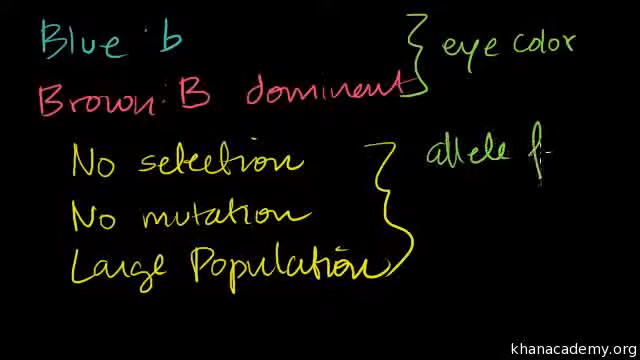 Blue : b
Brown : B dominant
eye color
No selection
No mutation
Large Population
allele f
khanacademy.org